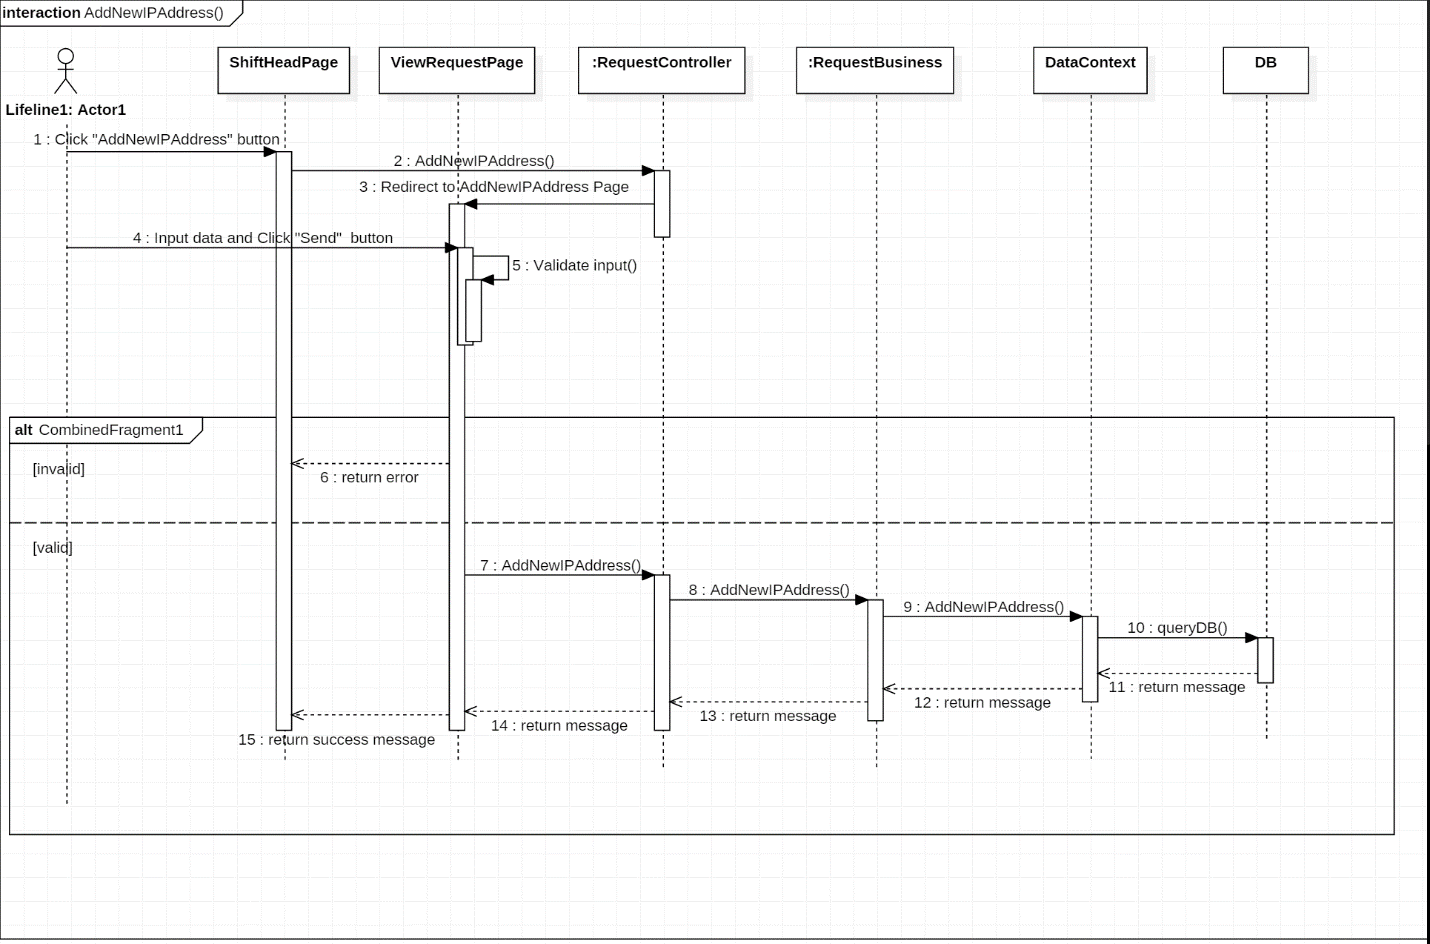 interaction AddNewIPAddress()
ShiftHeadPage
ViewRequestPage
:RequestController
:RequestBusiness
DataContext
DB
Lifeline1: Actor1
1 : Click "AddNewIPAddress" button
2 : AddNewIPAddress()
3 : Redirect to AddNewIPAddress Page
4 : Input data and Click "Send" button
5 : Validate input()
alt CombinedFragment1
[invalid]
6 : return error
[valid]
7 : AddNewIPAddress()
8 : AddNewIPAddress()
9 : AddNewIPAddress()
10 : queryDB()
11 : return message
12 : return message
13 : return message
14 : return message
15 : return success message